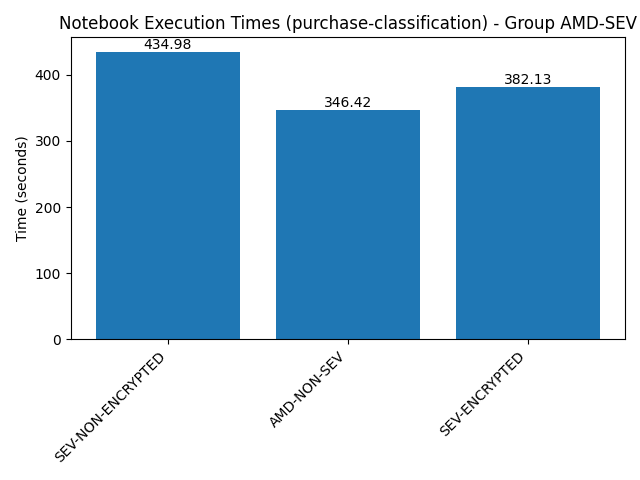 Notebook Execution Times (purchase-classification) - Group AMD-SEV
434.98
346.42
382.13
Time (seconds)
400
300
200
100
0
SEV-NON-ENCRYPTED
AMD-NON-SEV
SEV-ENCRYPTED